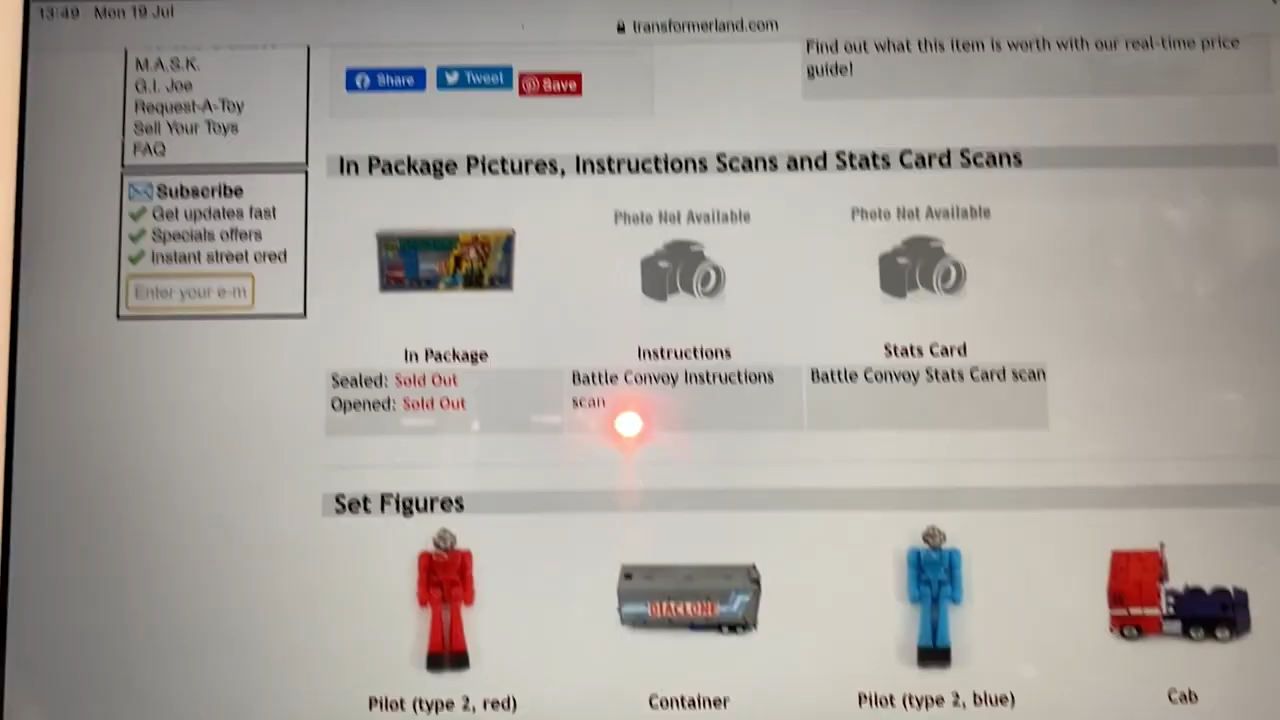 13:49 Mon 19 Jul
transformerland.com
M.A.S.K.
G.I. Joe
Request-A-Toy
Sell Your Toys
FAQ
Subscribe
Get updates fast
Specials offers
Instant street cred
Enter your e-m
Share
Tweet
Save
Find out what this item is worth with our real-time price
guide!
In Package Pictures, Instructions Scans and Stats Card Scans
Photo Not Available
Photo Not Available
In Package
Instructions
Stats Card
Sealed: Sold Out
Opened: Sold Out
Battle Convoy Instructions
scan
Battle Convoy Stats Card scan
Set Figures
DIACLONE
Pilot (type 2, red)
Container
Pilot (type 2, blue)
Cab